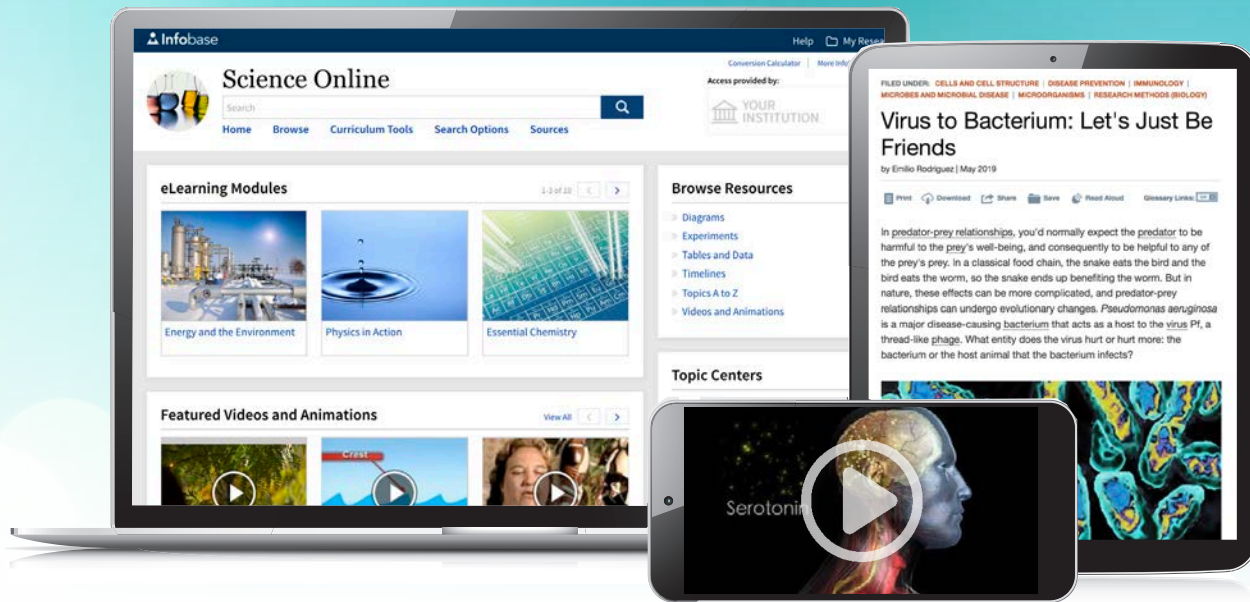 Infobase
Help My Resea
Conversion Calculator | More Info
Science Online
Access provided by:
Search
YOUR
INSTITUTION
Home Browse Curriculum Tools Search Options Sources
eLearning Modules
1-3 of 10
Energy and the Environment
Physics in Action
Essential Chemistry
Browse Resources
Diagrams
Experiments
Tables and Data
Timelines
Topics A to Z
Videos and Animations
Topic Centers
Featured Videos and Animations
View All
Crest
FILED UNDER: CELLS AND CELL STRUCTURE | DISEASE PREVENTION | IMMUNOLOGY |
MICROBES AND MICROBIAL DISEASE | MICROORGANISMS | RESEARCH METHODS (BIOLOGY)
Virus to Bacterium: Let's Just Be
Friends
by Emilio Rodriguez | May 2019
Print Download Share Save Read Aloud Glossary Links:
In predator-prey relationships, you'd normally expect the predator to be
harmful to the prey's well-being, and consequently to be helpful to any of
the prey's prey. In a classical food chain, the snake eats the bird and the
bird eats the worm, so the snake ends up benefiting the worm. But in
nature, these effects can be more complicated, and predator-prey
relationships can undergo evolutionary changes. Pseudomonas aeruginosa
is a major disease-causing bacterium that acts as a host to the virus Pf, a
thread-like phage. What entity does the virus hurt or hurt more: the
bacterium or the host animal that the bacterium infects?
Serotonin